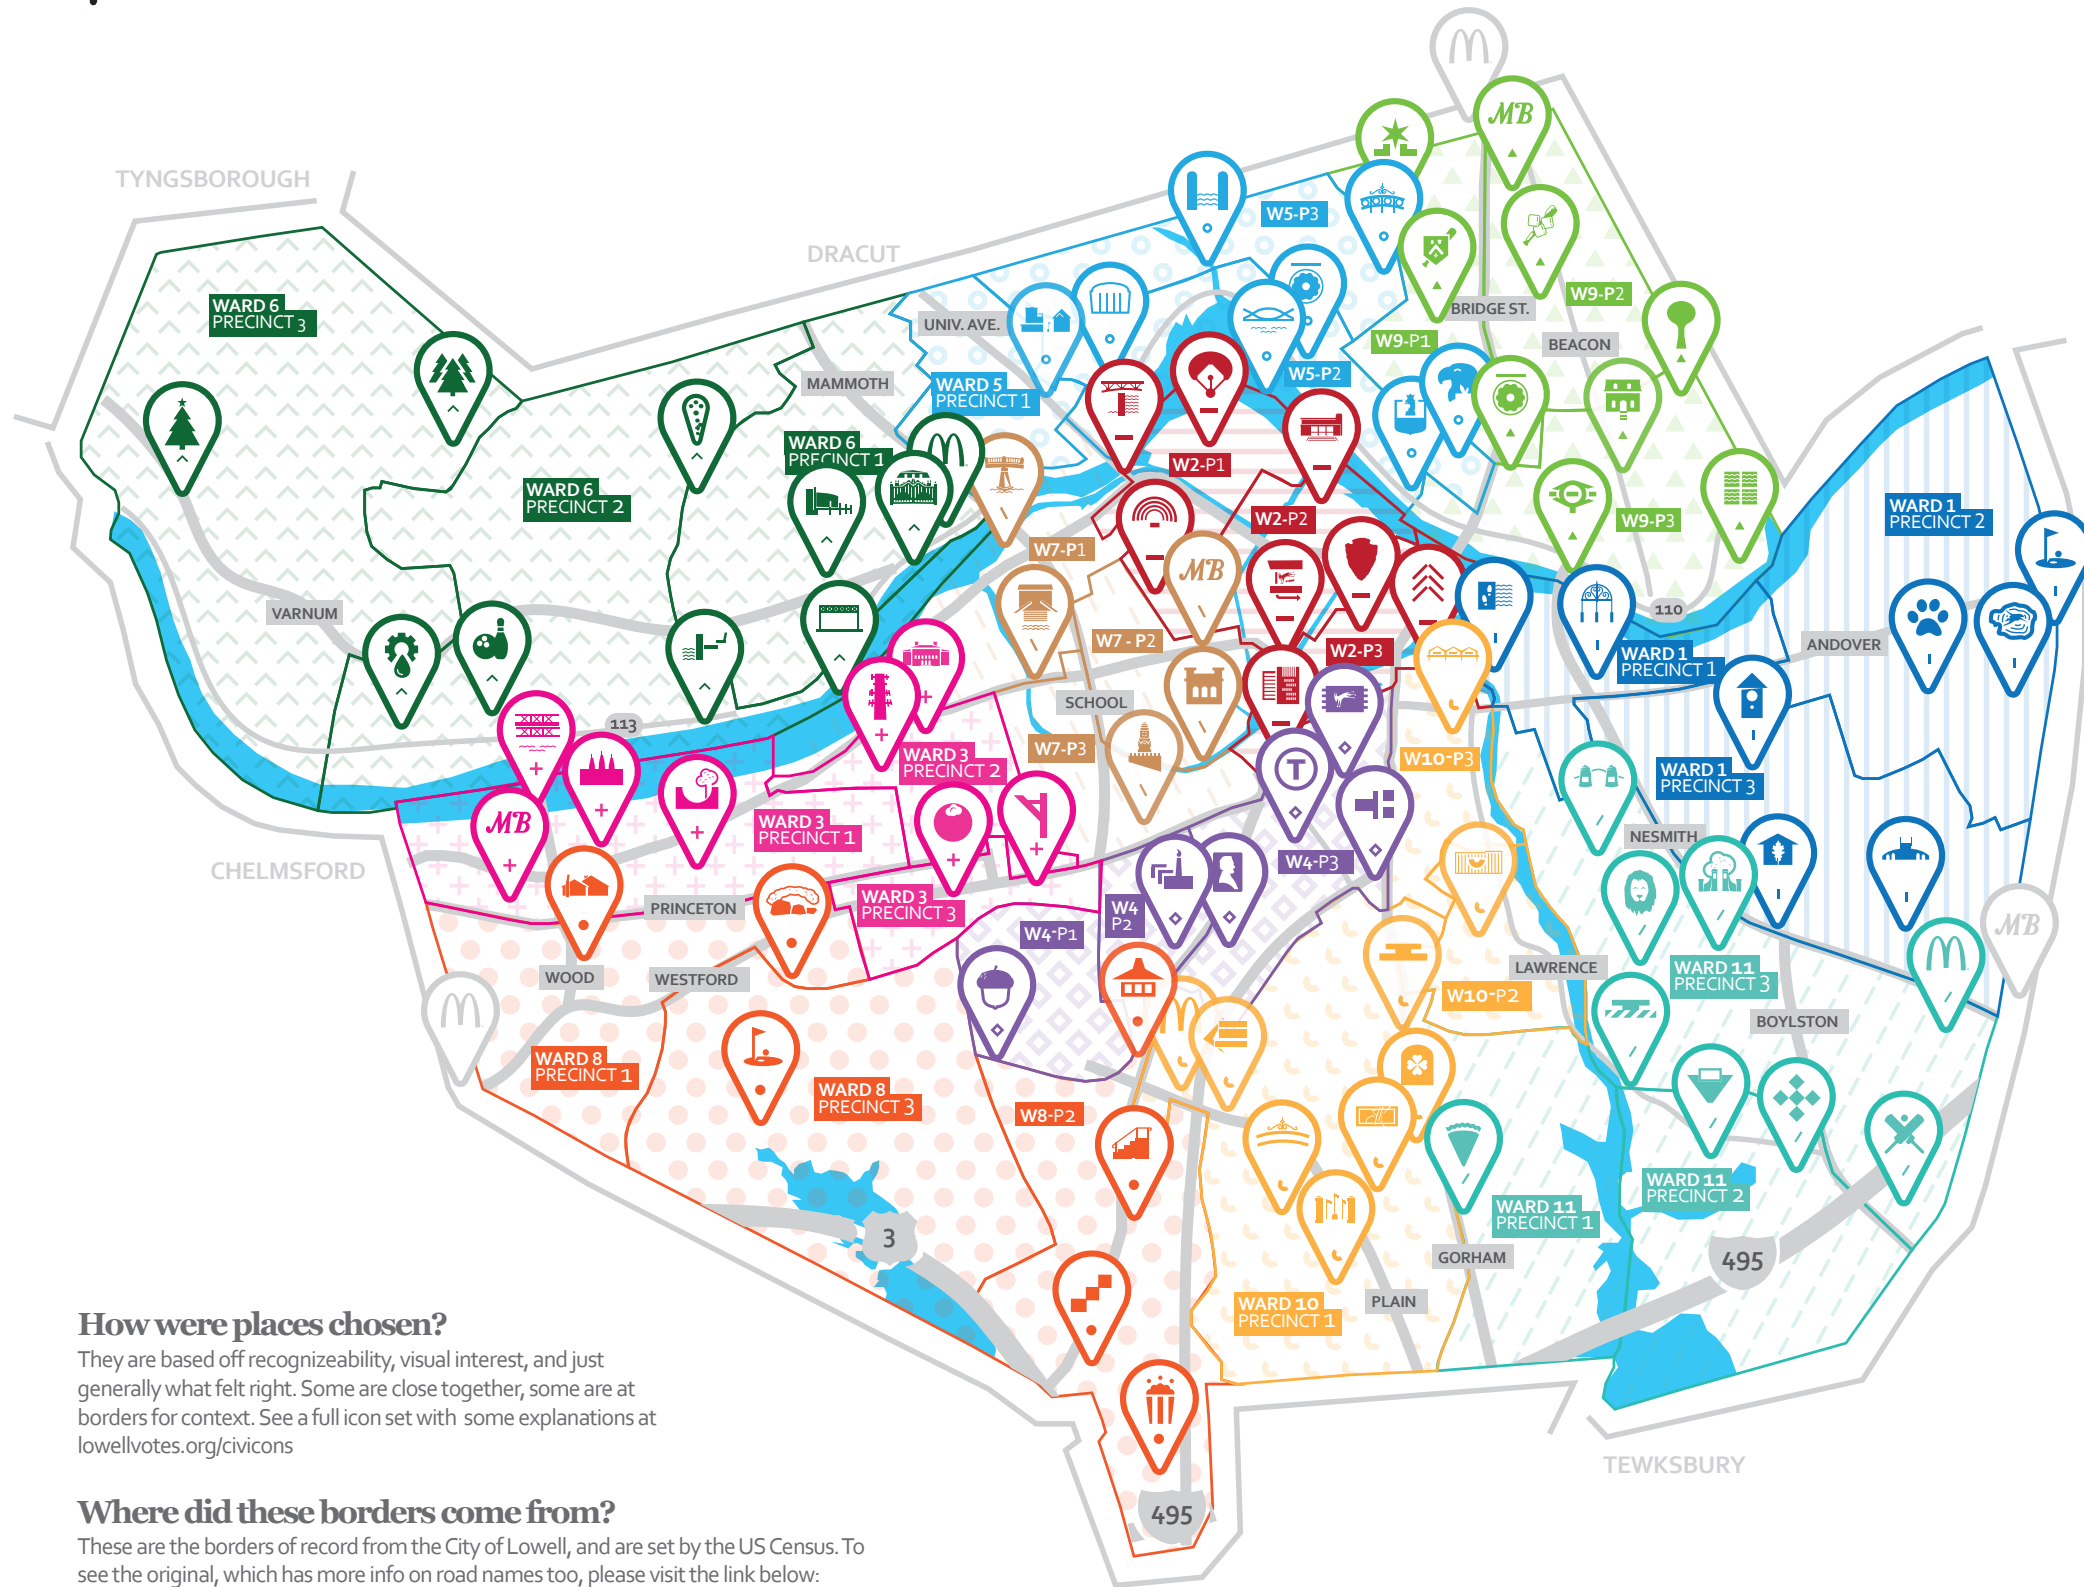 TYNGSBOROUGH
DRACUT
MB
W5-P3
WARD 6
PRECINCT 3
W9-P2
BRIDGE ST.
UNIV. AVE.
W9-P1
BEACON
W5-P2
MAMMOTH
WARD 5
PRECINCT 1
WARD 6
PRECINCT 1
W2-P1
WARD 6
PRECINCT 2
W2-P2
W9-P3
WARD 1
PRECINCT 2
W7-P1
MB
VARNUM
110
W7 - P2
W2-P3
WARD 1
PRECINCT 1
ANDOVER
SCHOOL
113
W7-P3
WARD 3
PRECINCT 2
W10-P3
T
WARD 1
PRECINCT 3
MB
WARD 3
PRECINCT 1
NESMITH
CHELMSFORD
W4-P3
PRINCETON
WARD 3
PRECINCT 3
W4
P2
W4-P1
MB
WOOD
WESTFORD
LAWRENCE
WARD 11
PRECINCT 3
W10-P2
BOYLSTON
WARD 8
PRECINCT 1
WARD 8
PRECINCT 3
W8-P2
WARD 11
PRECINCT 2
WARD 11
PRECINCT 1
3
GORHAM
495
PLAIN
WARD 10
PRECINCT 1
How were places chosen?
They are based off recognizeability, visual interest, and just
generally what felt right. Some are close together, some are at
borders for context. See a full icon set with some explanations at
lowellvotes.org/civicons
TEWKSBURY
Where did these borders come from?
495
These are the borders of record from the City of Lowell, and are set by the US Census. To
see the original, which has more info on road names too, please visit the link below: